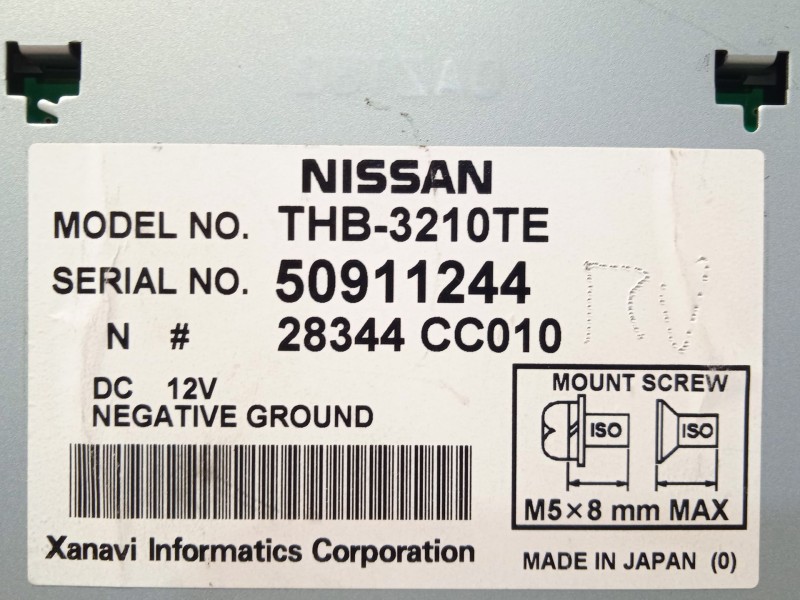 NISSAN
MODEL NO. THB-3210TE
SERIAL NO. 50911244
N # 28344 CC010
DC 12V
NEGATIVE GROUND
MOUNT SCREW
ISO ISO
M5×8 mm MAX
Xanavi Informatics Corporation
MADE IN JAPAN (0)